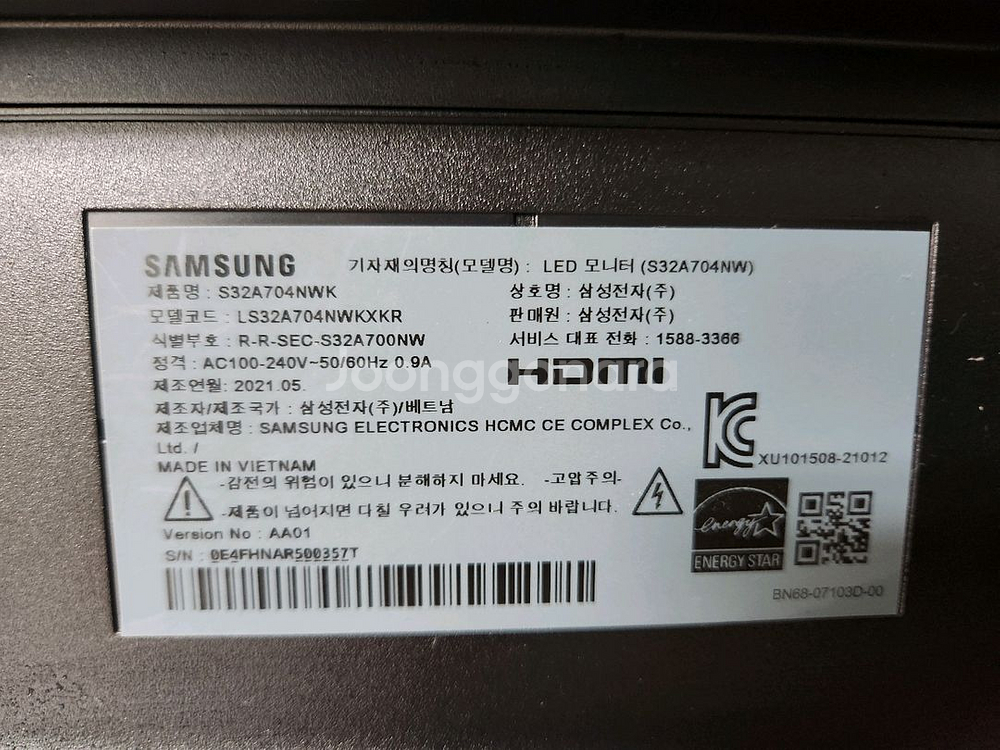 SAMSUNG
기자재의명칭(모델명) : LED 모니터 (S32A704NW)
제품명 : S32A704NWK
상호명 : 삼성전자(주)
모델코드 : LS32A704NWKXKR
판매원 : 삼성전자(주)
식별부호 : R-R-SEC-S32A700NW
서비스 대표 전화 : 1588-3366
정격 : AC100-240V~50/60Hz 0.9A
HDMI
Joonggonara
제조연월: 2021.05.
제조자/제조국가 : 삼성전자(주)/베트남
제조업체명 : SAMSUNG ELECTRONICS HCMC CE COMPLEX Co.,
Ltd. /
MADE IN VIETNAM
XU101508-21012
-감전의 위험이 있으니 분해하지 마세요. -고압주의-
-제품이 넘어지면 다칠 우려가 있으니 주의 바랍니다.
energy
ENERGY STAR
Version No : AA01
S/N : 0E4FHNAR500357T
BN68-07103D-00